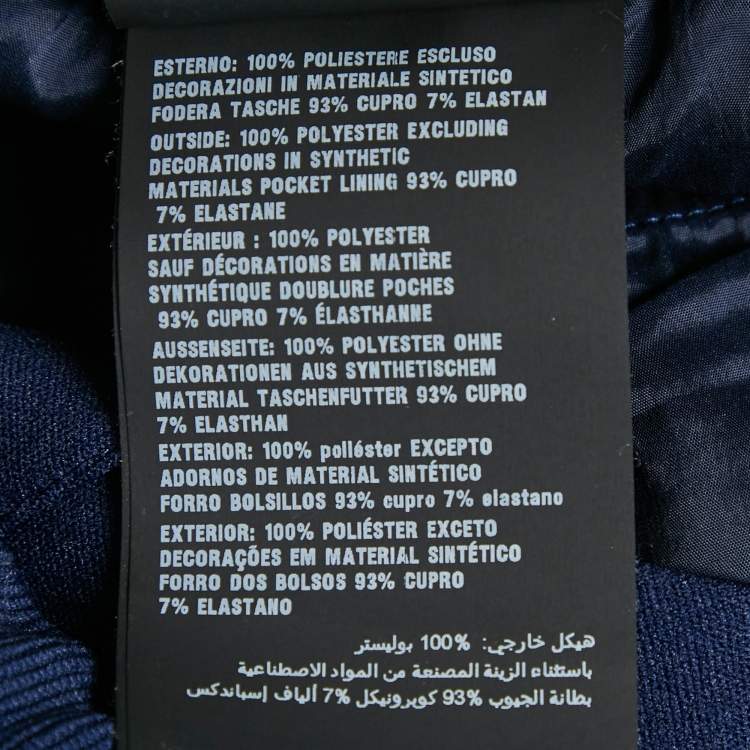 ESTERNO: 100% POLIESTERE ESCLUSO
DECORAZIONI IN MATERIALE SINTETICO
FODERA TASCHE 93% CUPRO 7% ELASTAN
OUTSIDE: 100% POLYESTER EXCLUDING
DECORATIONS IN SYNTHETIC
MATERIALS POCKET LINING 93% CUPRO
7% ELASTANE
EXTÉRIEUR : 100% POLYESTER
SAUF DÉCORATIONS EN MATIÈRE
SYNTHÉTIQUE DOUBLURE POCHES
93% CUPRO 7% ÉLASTHANNE
AUSSENSEITE: 100% POLYESTER OHNE
DEKORATIONEN AUS SYNTHETISCHEM
MATERIAL TASCHENFUTTER 93% CUPRO
7% ELASTHAN
EXTERIOR: 100% poliéster EXCEPTO
ADORNOS DE MATERIAL SINTÉTICO
FORRO BOLSILLOS 93% cupro 7% elastano
EXTERIOR: 100% POLIÉSTER EXCETO
DECORAÇÕES EM MATERIAL SINTÉTICO
FORRO DOS BOLSOS 93% CUPRO
7% ELASTANO
هيكل خارجي: 100% بوليستر
باستثناء الزينة المصنعة من المواد الاصطناعية
بطانة الجيوب 93% كوبرونيكل 7% ألياف إسباندكس